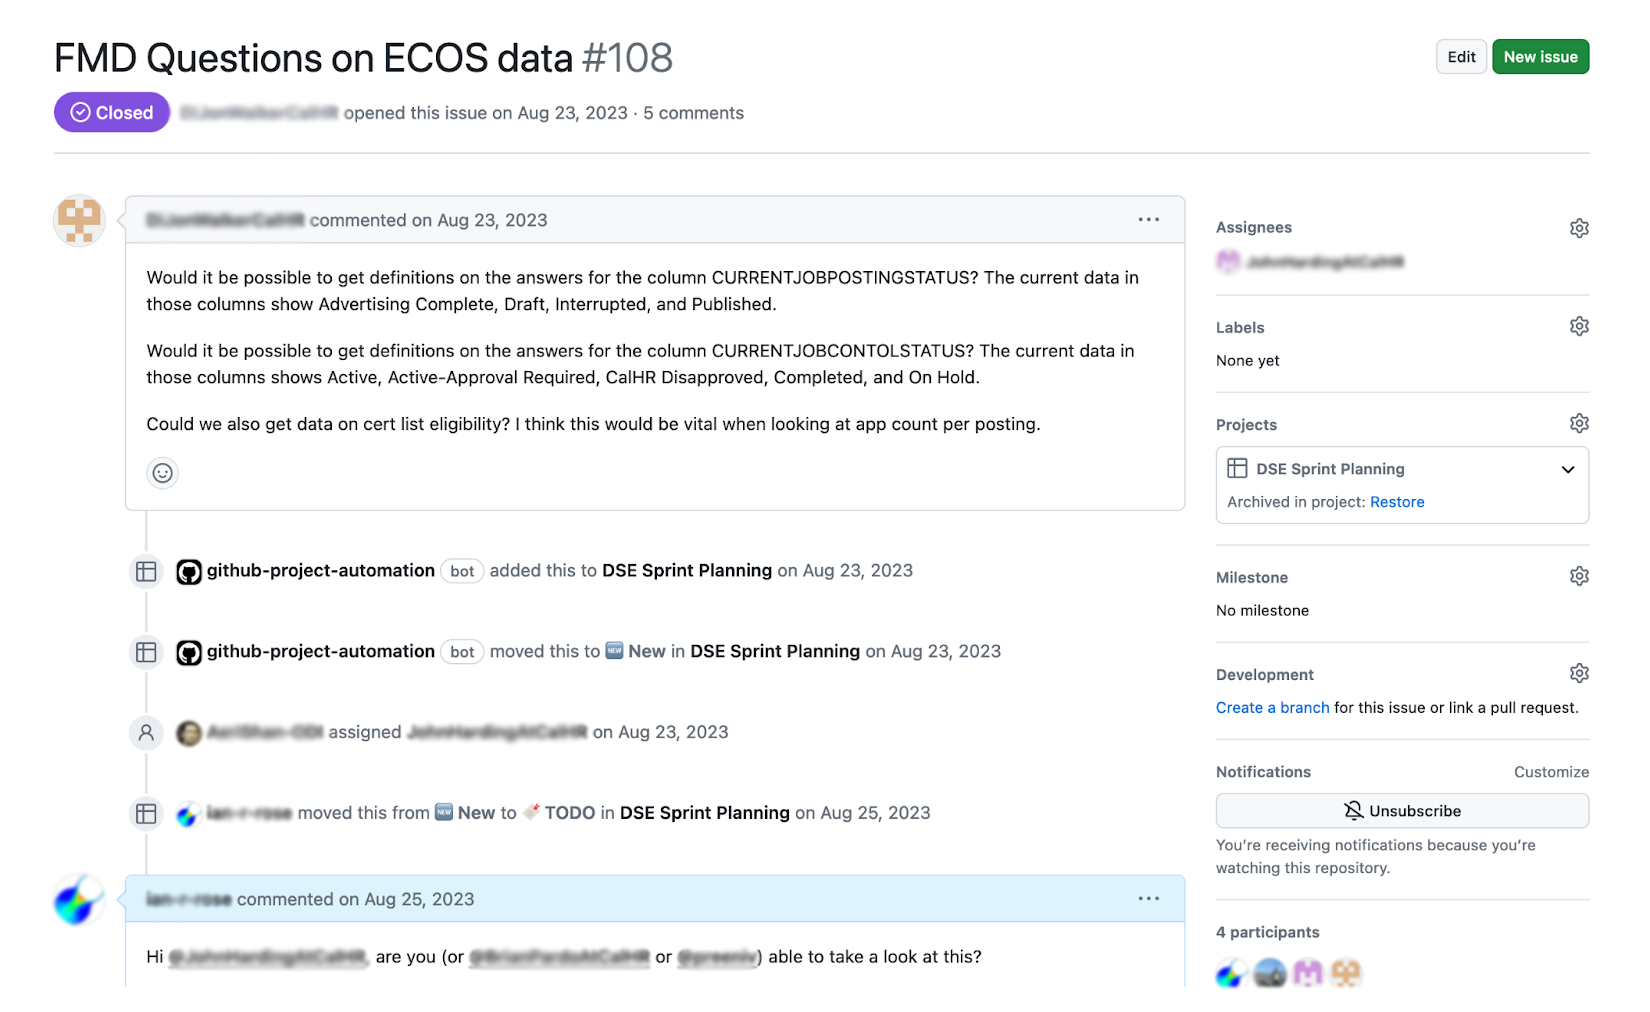 FMD Questions on ECOS data #108
Edit
New issue
Closed
opened this issue on Aug 23, 2023 · 5 comments
commented on Aug 23, 2023
Would it be possible to get definitions on the answers for the column CURRENTJOBPOSTINGSTATUS? The current data in
those columns show Advertising Complete, Draft, Interrupted, and Published.
Would it be possible to get definitions on the answers for the column CURRENTJOBCONTOLSTATUS? The current data in
those columns shows Active, Active-Approval Required, CalHR Disapproved, Completed, and On Hold.
Could we also get data on cert list eligibility? I think this would be vital when looking at app count per posting.
github-project-automation bot added this to DSE Sprint Planning on Aug 23, 2023
github-project-automation bot moved this to NEW New in DSE Sprint Planning on Aug 23, 2023
assigned on Aug 23, 2023
moved this from NEW New to TODO in DSE Sprint Planning on Aug 25, 2023
commented on Aug 25, 2023
Hi , are you (or or ) able to take a look at this?
Assignees
Labels
None yet
Projects
DSE Sprint Planning
Archived in project: Restore
Milestone
No milestone
Development
Create a branch for this issue or link a pull request.
Notifications
Customize
Unsubscribe
You’re receiving notifications because you’re
watching this repository.
4 participants